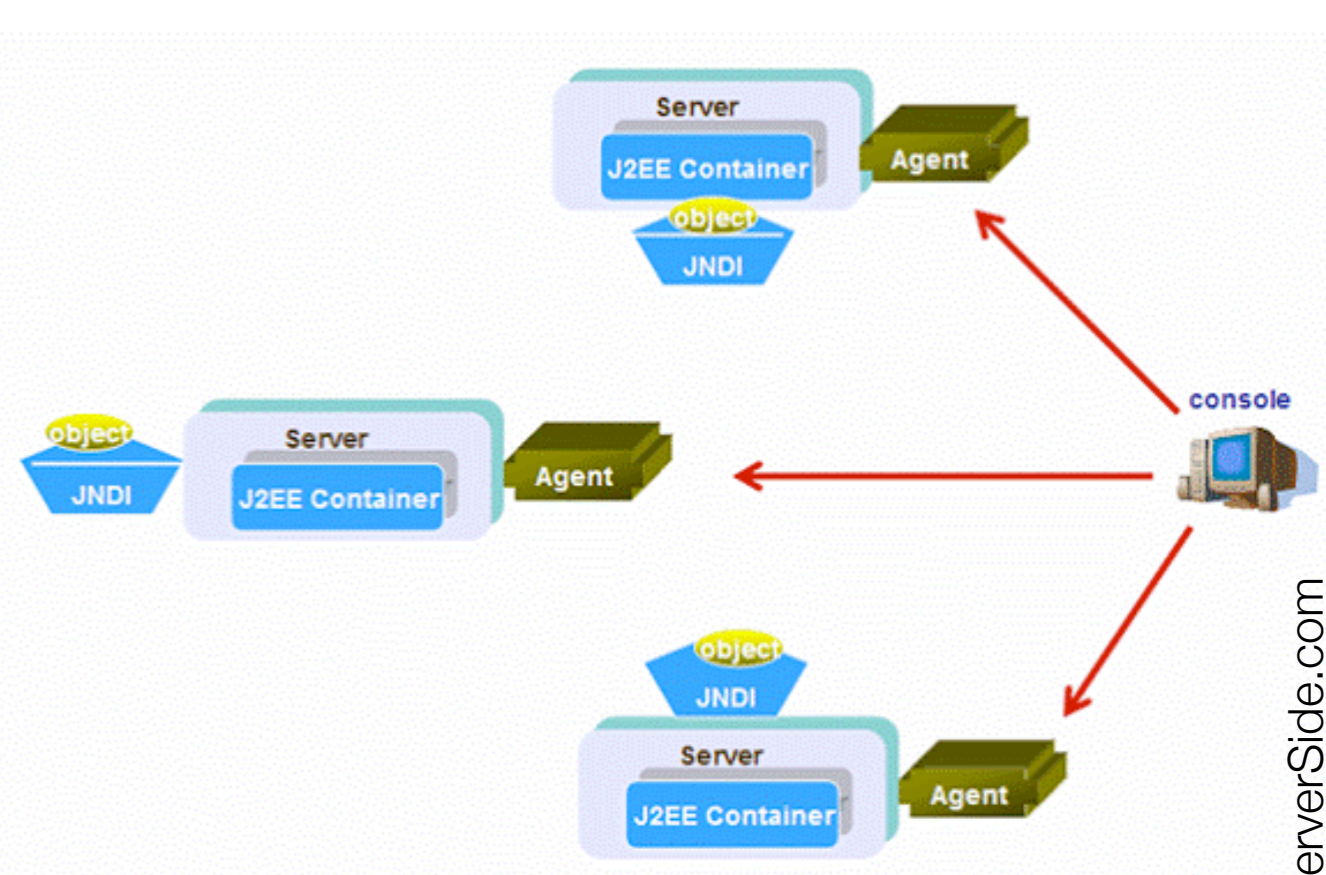 Server
J2EE Container
Agent
object
JNDI
console
object
JNDI
Server
J2EE Container
Agent
object
JNDI
Server
J2EE Container
Agent
erverSide.com